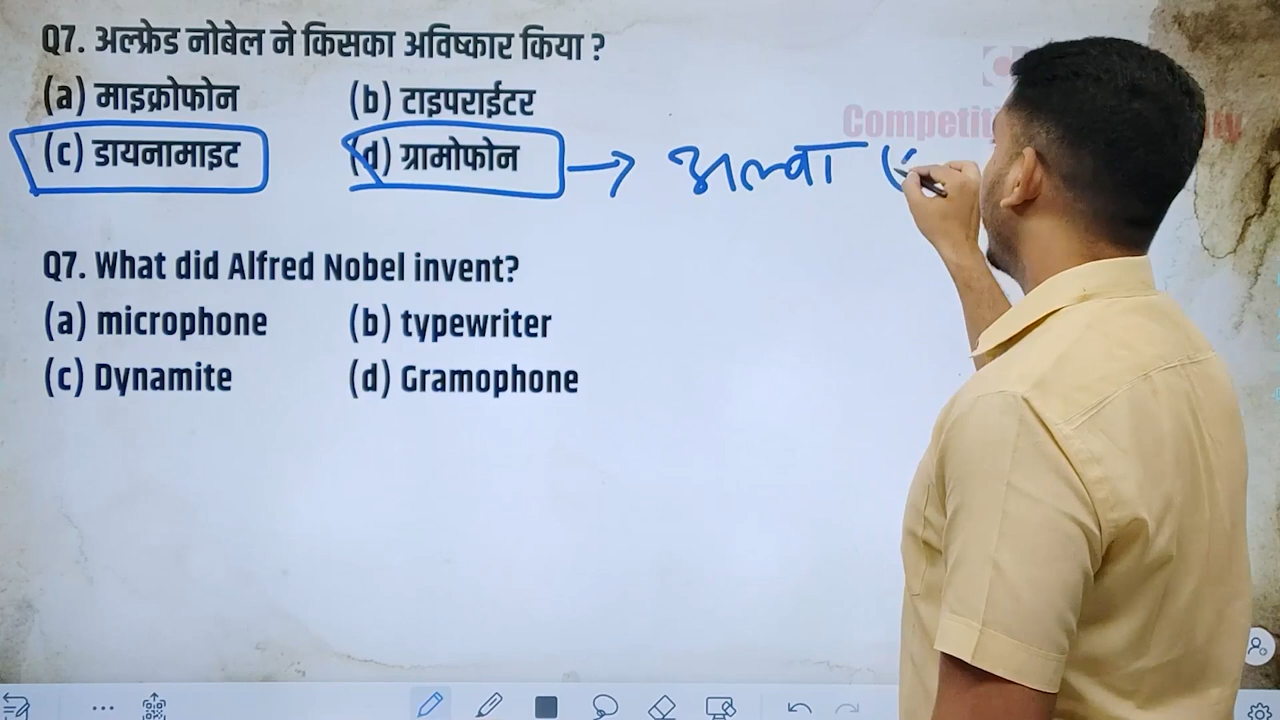 Q7. अल्फ्रेड नोबेल ने किसका अविष्कार किया ?
(a) माइक्रोफोन (b) टाइपराईटर
(c) डायनामाइट (d) ग्रामोफोन → अल्वा
Q7. What did Alfred Nobel invent?
(a) microphone (b) typewriter
(c) Dynamite (d) Gramophone